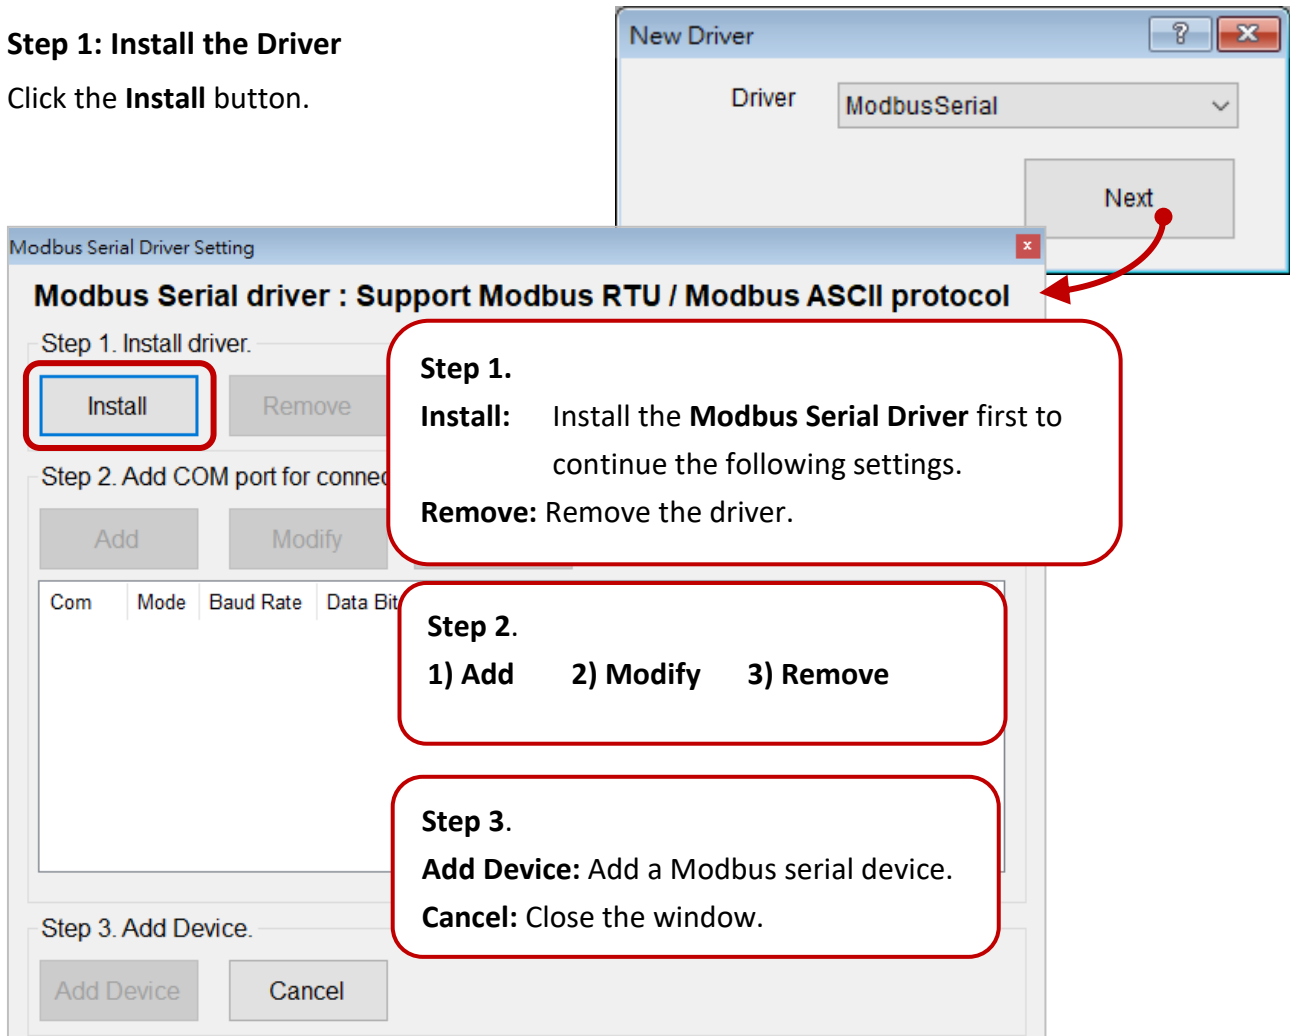 Step 1: Install the Driver
Click the Install button.
New Driver
Driver
ModbusSerial
Next
Modbus Serial Driver Setting
Modbus Serial driver : Support Modbus RTU / Modbus ASCII protocol
Step 1. Install driver.
Install
Remove
Step 1.
Install: Install the Modbus Serial Driver first to
continue the following settings.
Remove: Remove the driver.
Step 2. Add COM port for connec
Add
Modify
Com Mode Baud Rate Data Bit
Step 2.
1) Add 2) Modify 3) Remove
Step 3.
Add Device: Add a Modbus serial device.
Cancel: Close the window.
Step 3. Add Device.
Add Device
Cancel